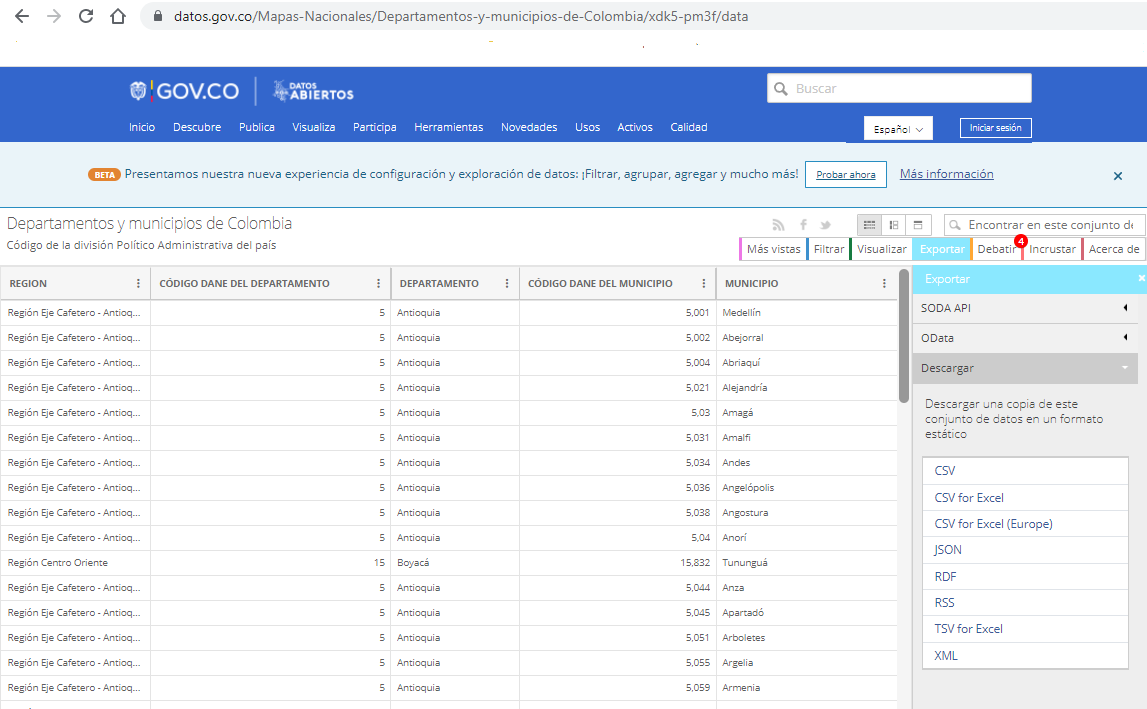 datos.gov.co/Mapas-Nacionales/Departamentos-y-municipios-de-Colombia/xdk5-pm3f/data
GOV.CO DATOS ABIERTOS
Buscar
Inicio Descubre Publica Visualiza Participa Herramientas Novedades Usos Activos Calidad
Español Iniciar sesión
BETA Presentamos nuestra nueva experiencia de configuración y exploración de datos: ¡Filtrar, agrupar, agregar y mucho más! Probar ahora Más información
Departamentos y municipios de Colombia
Código de la división Político Administrativa del país
Encontrar en este conjunto de
Más vistas Filtrar Visualizar Exportar Debatir 4 Incrustar Acerca de
REGION CÓDIGO DANE DEL DEPARTAMENTO DEPARTAMENTO CÓDIGO DANE DEL MUNICIPIO MUNICIPIO
Región Eje Cafetero - Antioq... 5 Antioquia 5,001 Medellín
Región Eje Cafetero - Antioq... 5 Antioquia 5,002 Abejorral
Región Eje Cafetero - Antioq... 5 Antioquia 5,004 Abriaquí
Región Eje Cafetero - Antioq... 5 Antioquia 5,021 Alejandría
Región Eje Cafetero - Antioq... 5 Antioquia 5,03 Amagá
Región Eje Cafetero - Antioq... 5 Antioquia 5,031 Amalfi
Región Eje Cafetero - Antioq... 5 Antioquia 5,034 Andes
Región Eje Cafetero - Antioq... 5 Antioquia 5,036 Angelópolis
Región Eje Cafetero - Antioq... 5 Antioquia 5,038 Angostura
Región Eje Cafetero - Antioq... 5 Antioquia 5,04 Anorí
Región Centro Oriente 15 Boyacá 15,832 Tununguá
Región Eje Cafetero - Antioq... 5 Antioquia 5,044 Anza
Región Eje Cafetero - Antioq... 5 Antioquia 5,045 Apartadó
Región Eje Cafetero - Antioq... 5 Antioquia 5,051 Arboletes
Región Eje Cafetero - Antioq... 5 Antioquia 5,055 Argelia
Región Eje Cafetero - Antioq... 5 Antioquia 5,059 Armenia
Exportar
SODA API
OData
Descargar
Descargar una copia de este
conjunto de datos en un formato
estático
CSV
CSV for Excel
CSV for Excel (Europe)
JSON
RDF
RSS
TSV for Excel
XML